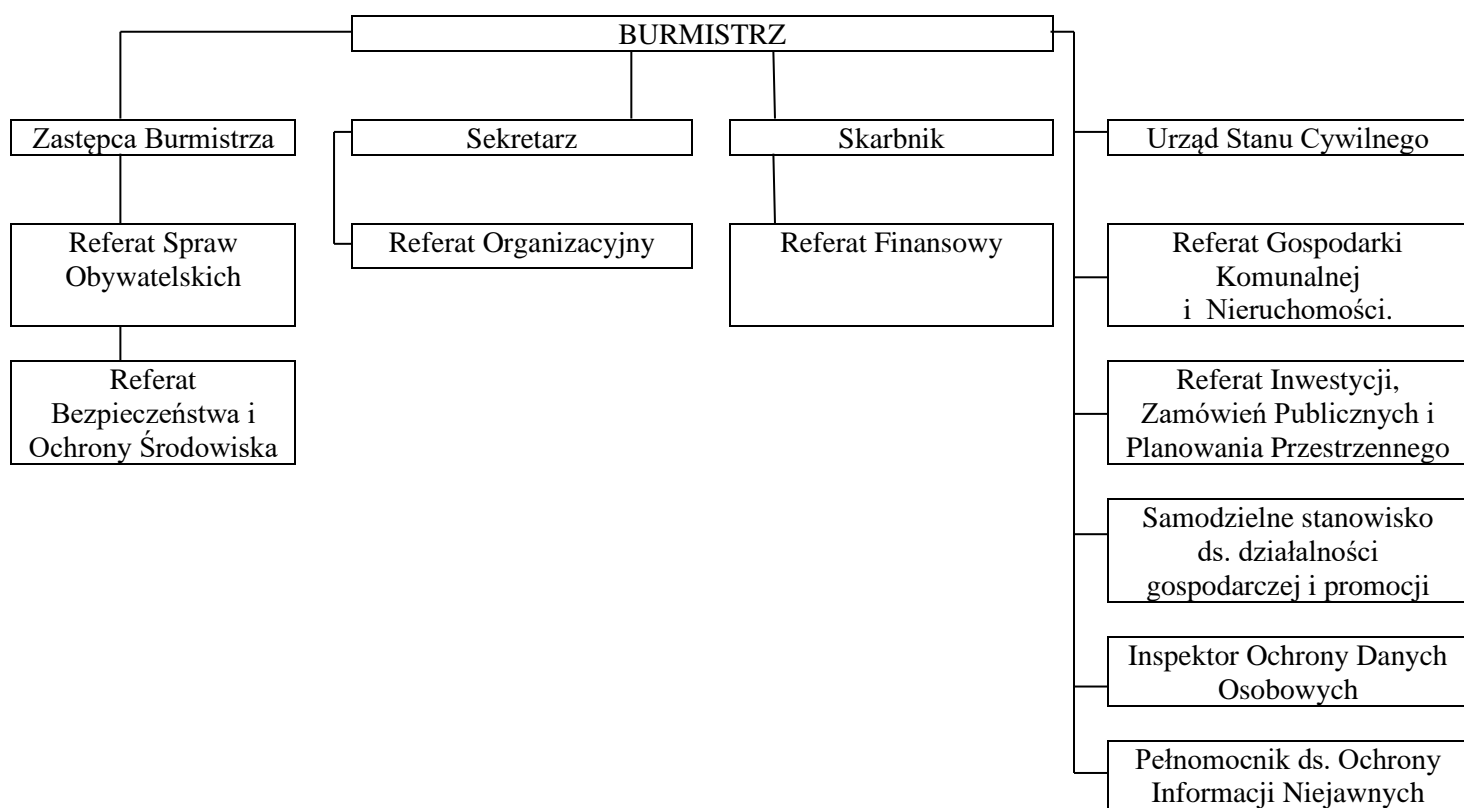 BURMISTRZ
Zastępca Burmistrza
Sekretarz
Skarbnik
Urząd Stanu Cywilnego
Referat Spraw
Obywatelskich
Referat Organizacyjny
Referat Finansowy
Referat Gospodarki
Komunalnej
i Nieruchomości.
Referat
Bezpieczeństwa i
Ochrony Środowiska
Referat Inwestycji,
Zamówień Publicznych i
Planowania Przestrzennego
Samodzielne stanowisko
ds. działalności
gospodarczej i promocji
Inspektor Ochrony Danych
Osobowych
Pełnomocnik ds. Ochrony
Informacji Niejawnych